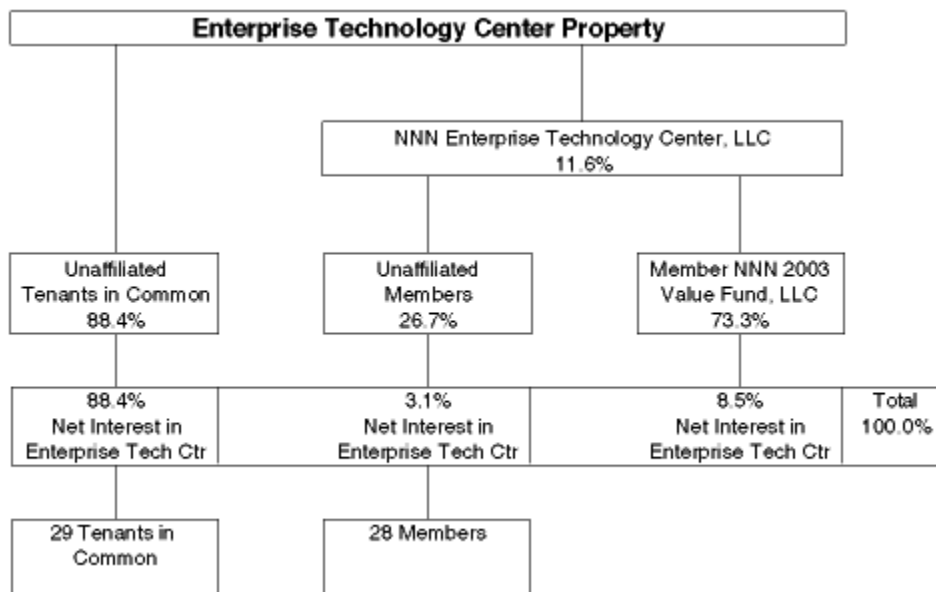 Enterprise Technology Center Property
NNN Enterprise Technology Center, LLC
11.6%
Unaffiliated
Tenants in Common
88.4%
Unaffiliated
Members
26.7%
Member NNN 2003
Value Fund, LLC
73.3%
88.4%
Net Interest in
Enterprise Tech Ctr
3.1%
Net Interest in
Enterprise Tech Ctr
8.5%
Net Interest in
Enterprise Tech Ctr
Total
100.0%
29 Tenants in
Common
28 Members